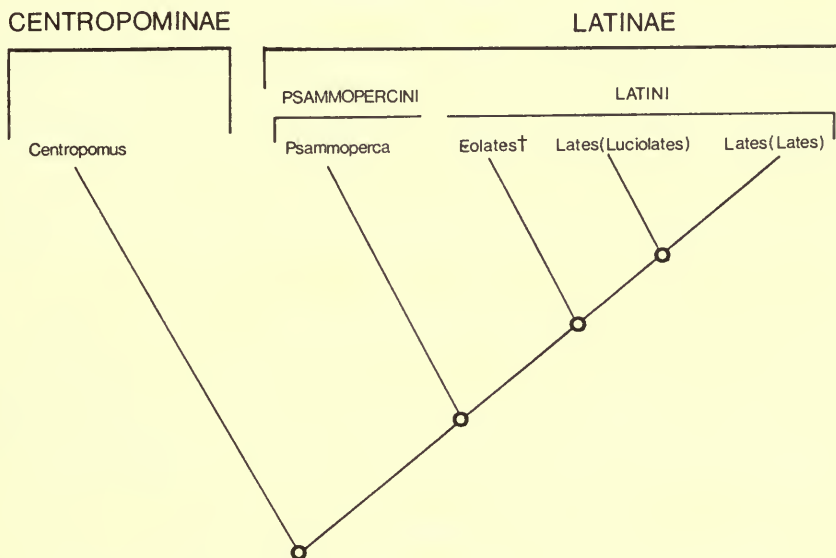 CENTROPOMINAE LATINAE
PSAMMOPERCINI LATINI
Centropomus Psammoperca Eolates† Lates(Luciolates) Lates(Lates)